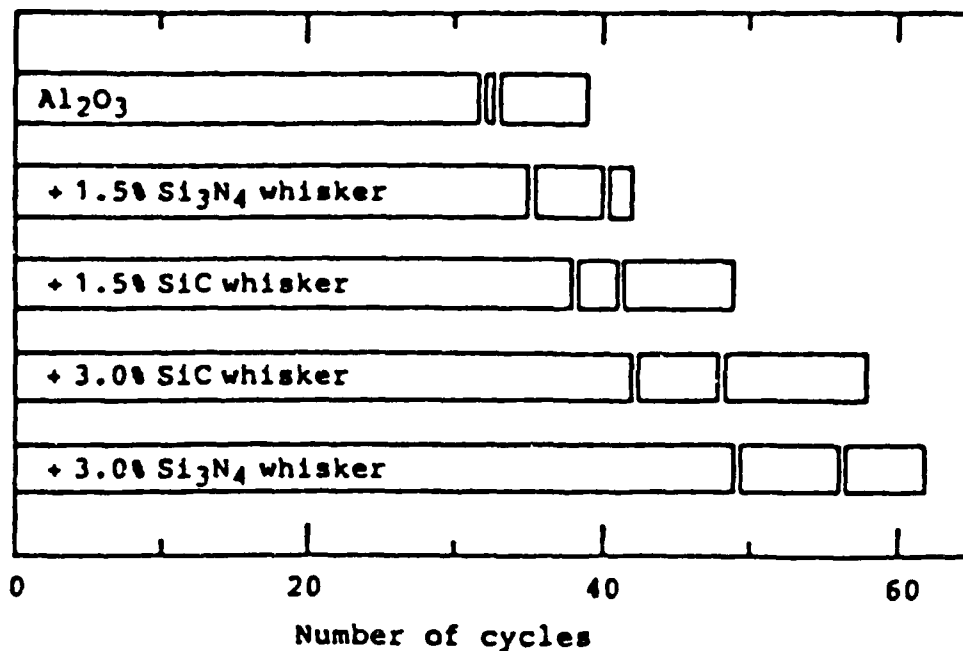 Al₂O₃
+ 1.5% Si₃N₄ whisker
+ 1.5% SiC whisker
+ 3.0% SiC whisker
+ 3.0% Si₃N₄ whisker
0 20 40 60
Number of cycles